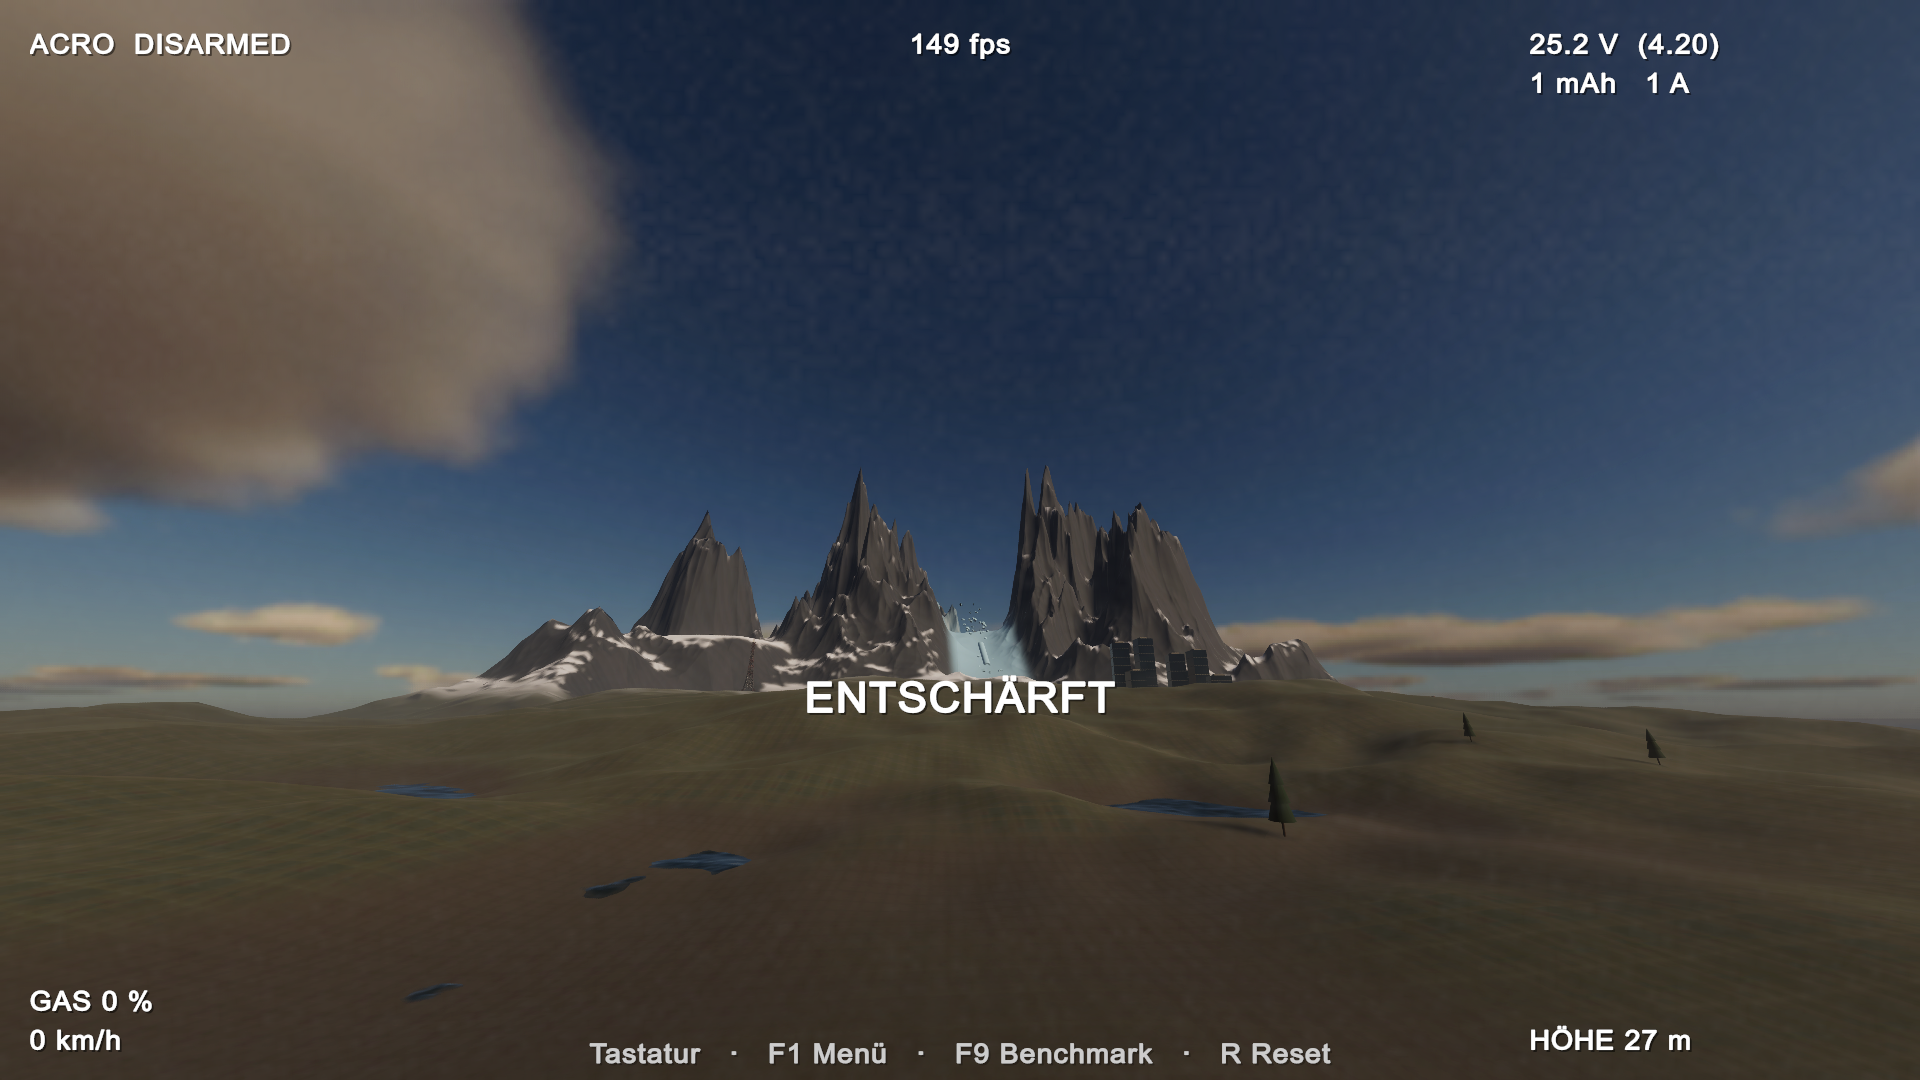 ACRO  DISARMED
149 fps
25.2 V  (4.20)
1 mAh   1 A
ENTSCHÄRFT
GAS 0 %
0 km/h
Tastatur  ·  F1 Menü  ·  F9 Benchmark  ·  R Reset
HÖHE 27 m